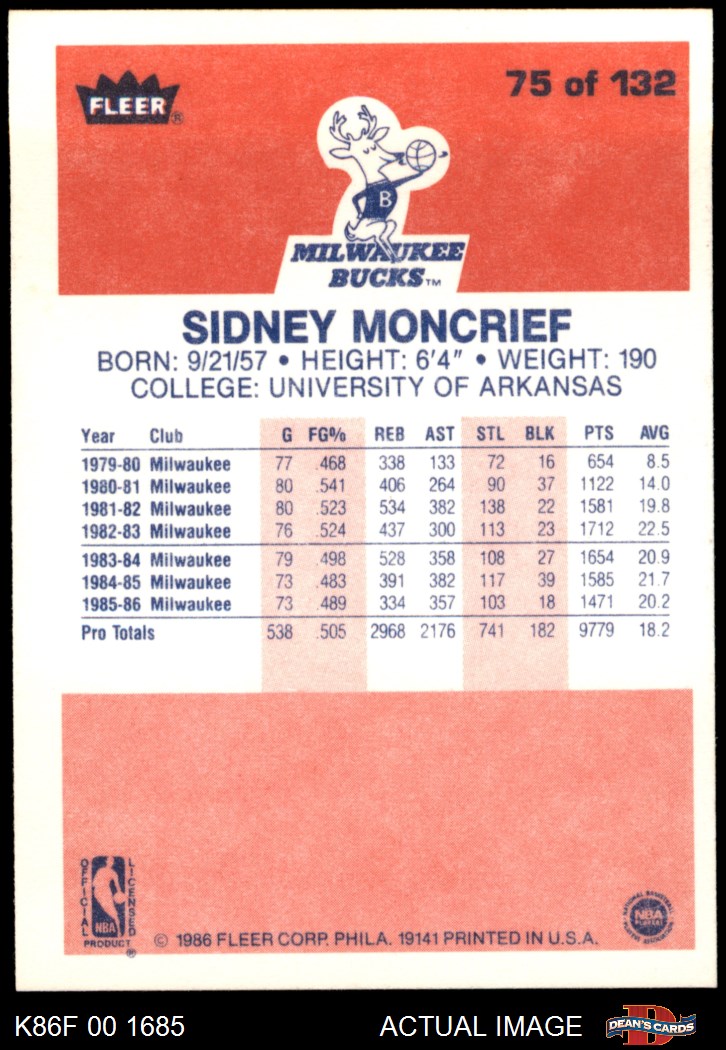 FLEER®
75 of 132
B
MILWAUKEE
BUCKS™
SIDNEY MONCRIEF
BORN: 9/21/57 • HEIGHT: 6'4" • WEIGHT: 190
COLLEGE: UNIVERSITY OF ARKANSAS
Year Club G FG% REB AST STL BLK PTS AVG
1979-80 Milwaukee 77 .468 338 133 72 16 654 8.5
1980-81 Milwaukee 80 .541 406 264 90 37 1122 14.0
1981-82 Milwaukee 80 .523 534 382 138 22 1581 19.8
1982-83 Milwaukee 76 .524 437 300 113 23 1712 22.5
1983-84 Milwaukee 79 .498 528 358 108 27 1654 20.9
1984-85 Milwaukee 73 .483 391 382 117 39 1585 21.7
1985-86 Milwaukee 73 .489 334 357 103 18 1471 20.2
Pro Totals 538 .505 2968 2176 741 182 9779 18.2
OFFICIAL LICENSED
NBA
PRODUCT ®
© 1986 FLEER CORP. PHILA. 19141 PRINTED IN U.S.A.
NATIONAL BASKETBALL
NBA
PLAYERS
PLAYERS ASSOCIATION
K86F 00 1685
ACTUAL IMAGE
D
DEAN'S CARDS